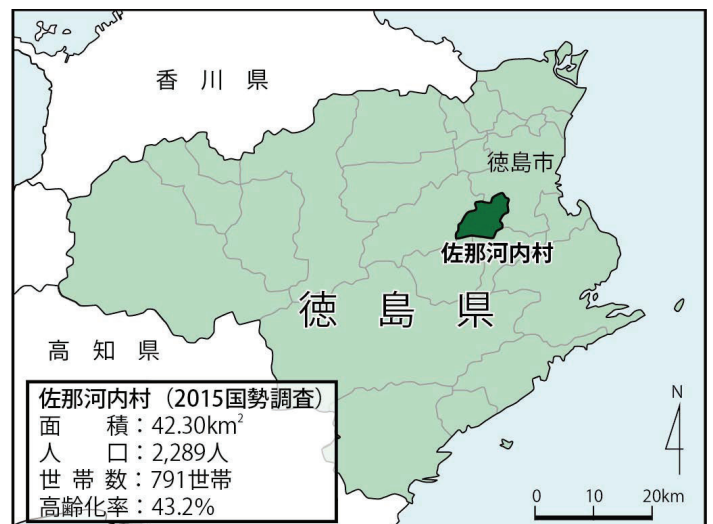 香川県
徳島市
佐那河内村
徳島県
高知県
佐那河内村（2015国勢調査）
面積：42.30km²
人口：2,289人
世帯数：791世帯
高齢化率：43.2%
N
0 10 20km